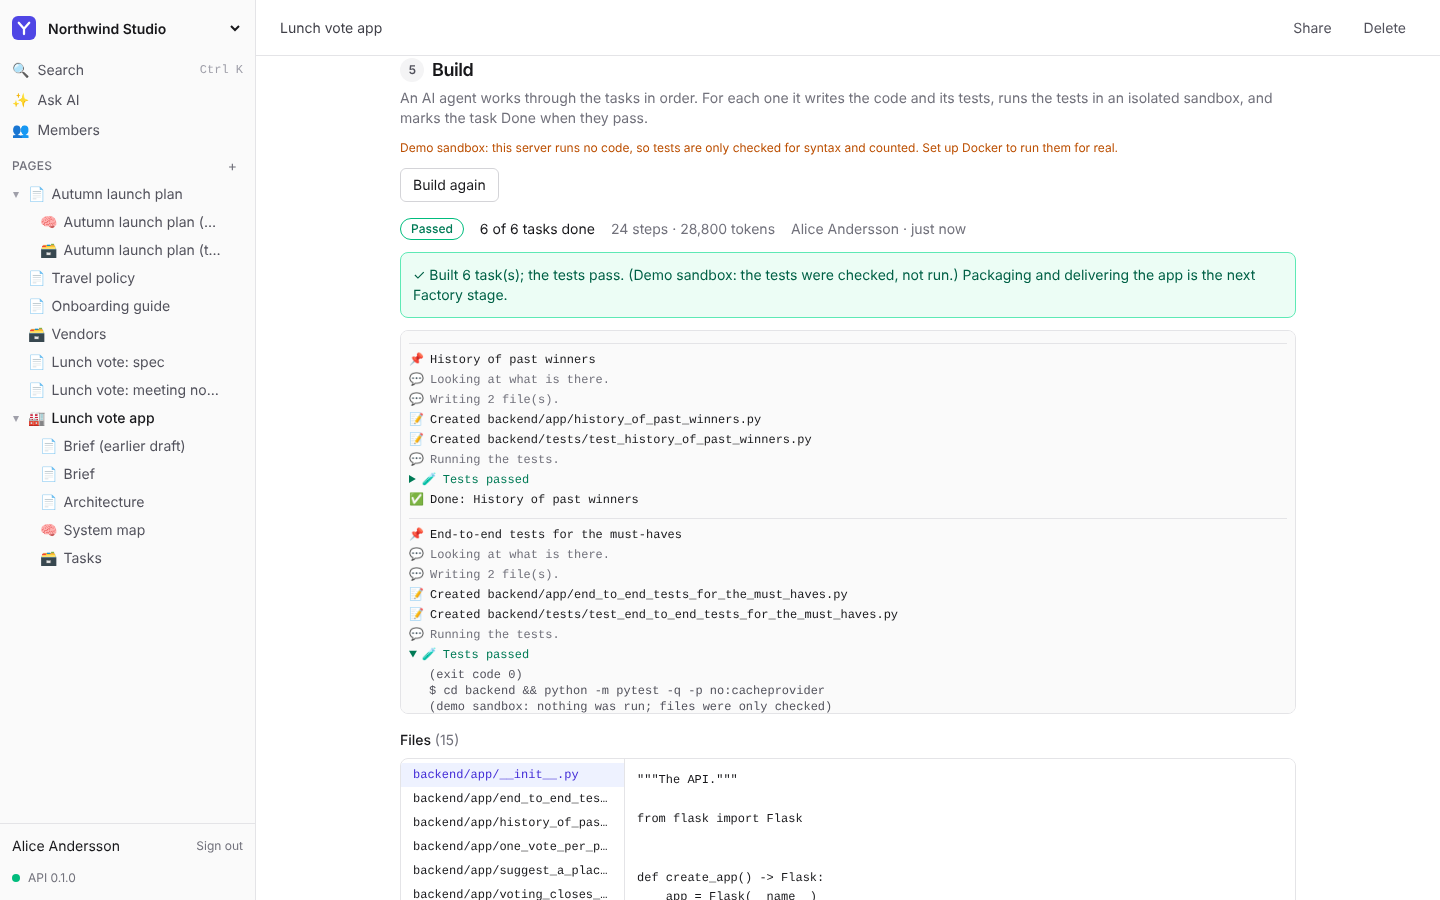 Northwind Studio
Search Ctrl K
Ask AI
Members
PAGES +
Autumn launch plan
Autumn launch plan (...
Autumn launch plan (t...
Travel policy
Onboarding guide
Vendors
Lunch vote: spec
Lunch vote: meeting no...
Lunch vote app
Brief (earlier draft)
Brief
Architecture
System map
Tasks
Alice Andersson Sign out
API 0.1.0
Lunch vote app Share Delete
5 Build
An AI agent works through the tasks in order. For each one it writes the code and its tests, runs the tests in an isolated sandbox, and
marks the task Done when they pass.
Demo sandbox: this server runs no code, so tests are only checked for syntax and counted. Set up Docker to run them for real.
Build again
Passed 6 of 6 tasks done 24 steps · 28,800 tokens Alice Andersson · just now
✓ Built 6 task(s); the tests pass. (Demo sandbox: the tests were checked, not run.) Packaging and delivering the app is the next
Factory stage.
History of past winners
Looking at what is there.
Writing 2 file(s).
Created backend/app/history_of_past_winners.py
Created backend/tests/test_history_of_past_winners.py
Running the tests.
Tests passed
Done: History of past winners
End-to-end tests for the must-haves
Looking at what is there.
Writing 2 file(s).
Created backend/app/end_to_end_tests_for_the_must_haves.py
Created backend/tests/test_end_to_end_tests_for_the_must_haves.py
Running the tests.
Tests passed
(exit code 0)
$ cd backend && python -m pytest -q -p no:cacheprovider
(demo sandbox: nothing was run; files were only checked)
Files (15)
backend/app/__init__.py
backend/app/end_to_end_tes…
backend/app/history_of_pas…
backend/app/one_vote_per_p…
backend/app/suggest_a_plac…
backend/app/voting_closes_…
"""The API."""
from flask import Flask
def create_app() -> Flask:
app = Flask(__name__)